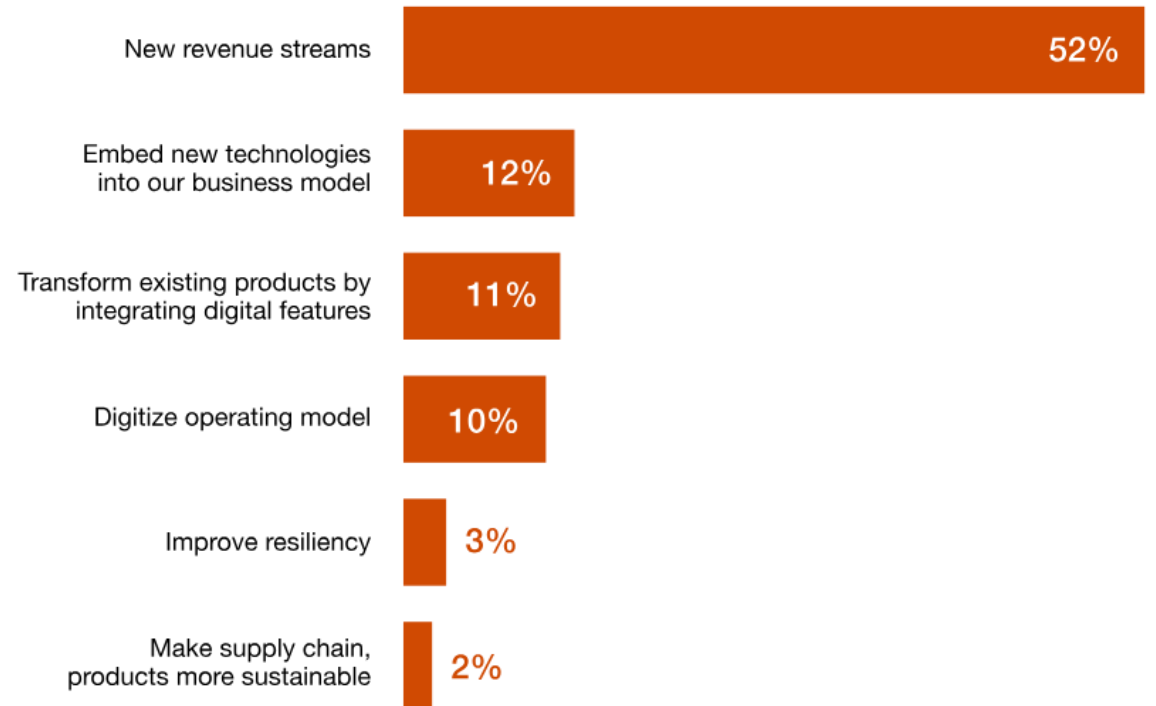 New revenue streams
52%
Embed new technologies
into our business model
12%
Transform existing products by
integrating digital features
11%
Digitize operating model
10%
Improve resiliency
3%
Make supply chain,
products more sustainable
2%